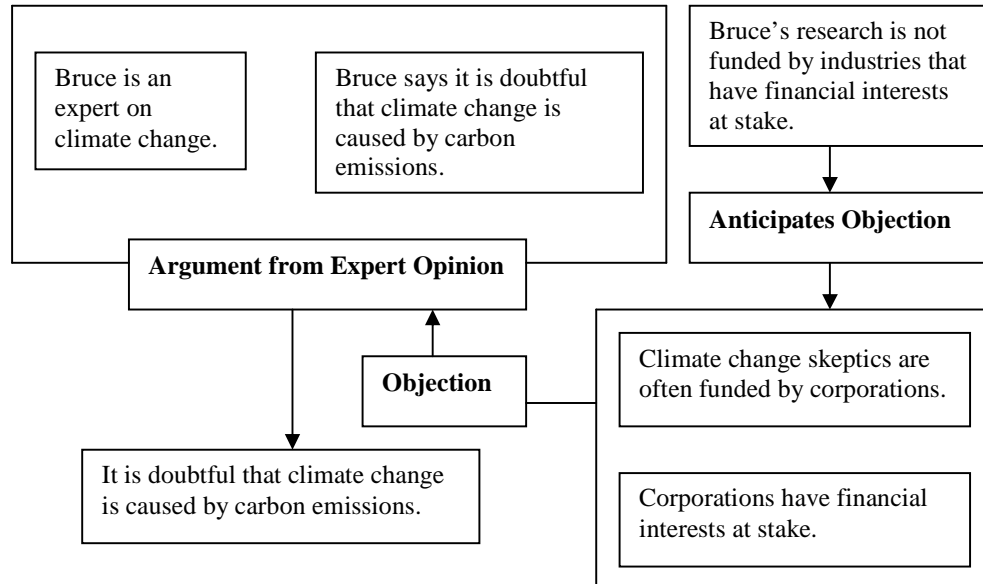 Bruce is an
expert on
climate change.
Bruce says it is doubtful
that climate change is
caused by carbon
emissions.
Bruce’s research is not
funded by industries that
have financial interests
at stake.
Anticipates Objection
Argument from Expert Opinion
Objection
Climate change skeptics are
often funded by corporations.
It is doubtful that climate change
is caused by carbon emissions.
Corporations have financial
interests at stake.